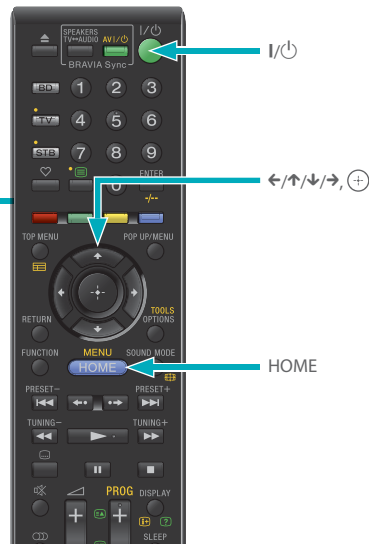 I/⏻
SPEAKERS
TV↔AUDIO
AV I/⏻
BRAVIA Sync
I/⏻
BD 1 2 3
TV 4 5 6
STB 7 8 9
0 ENTER
-/--
←/↑/↓/→, ⊕
TOP MENU
POP UP/MENU
TOOLS
RETURN
OPTIONS
FUNCTION
MENU
SOUND MODE
HOME
HOME
PRESET–
PRESET+
TUNING–
TUNING+
PROG
DISPLAY
SLEEP